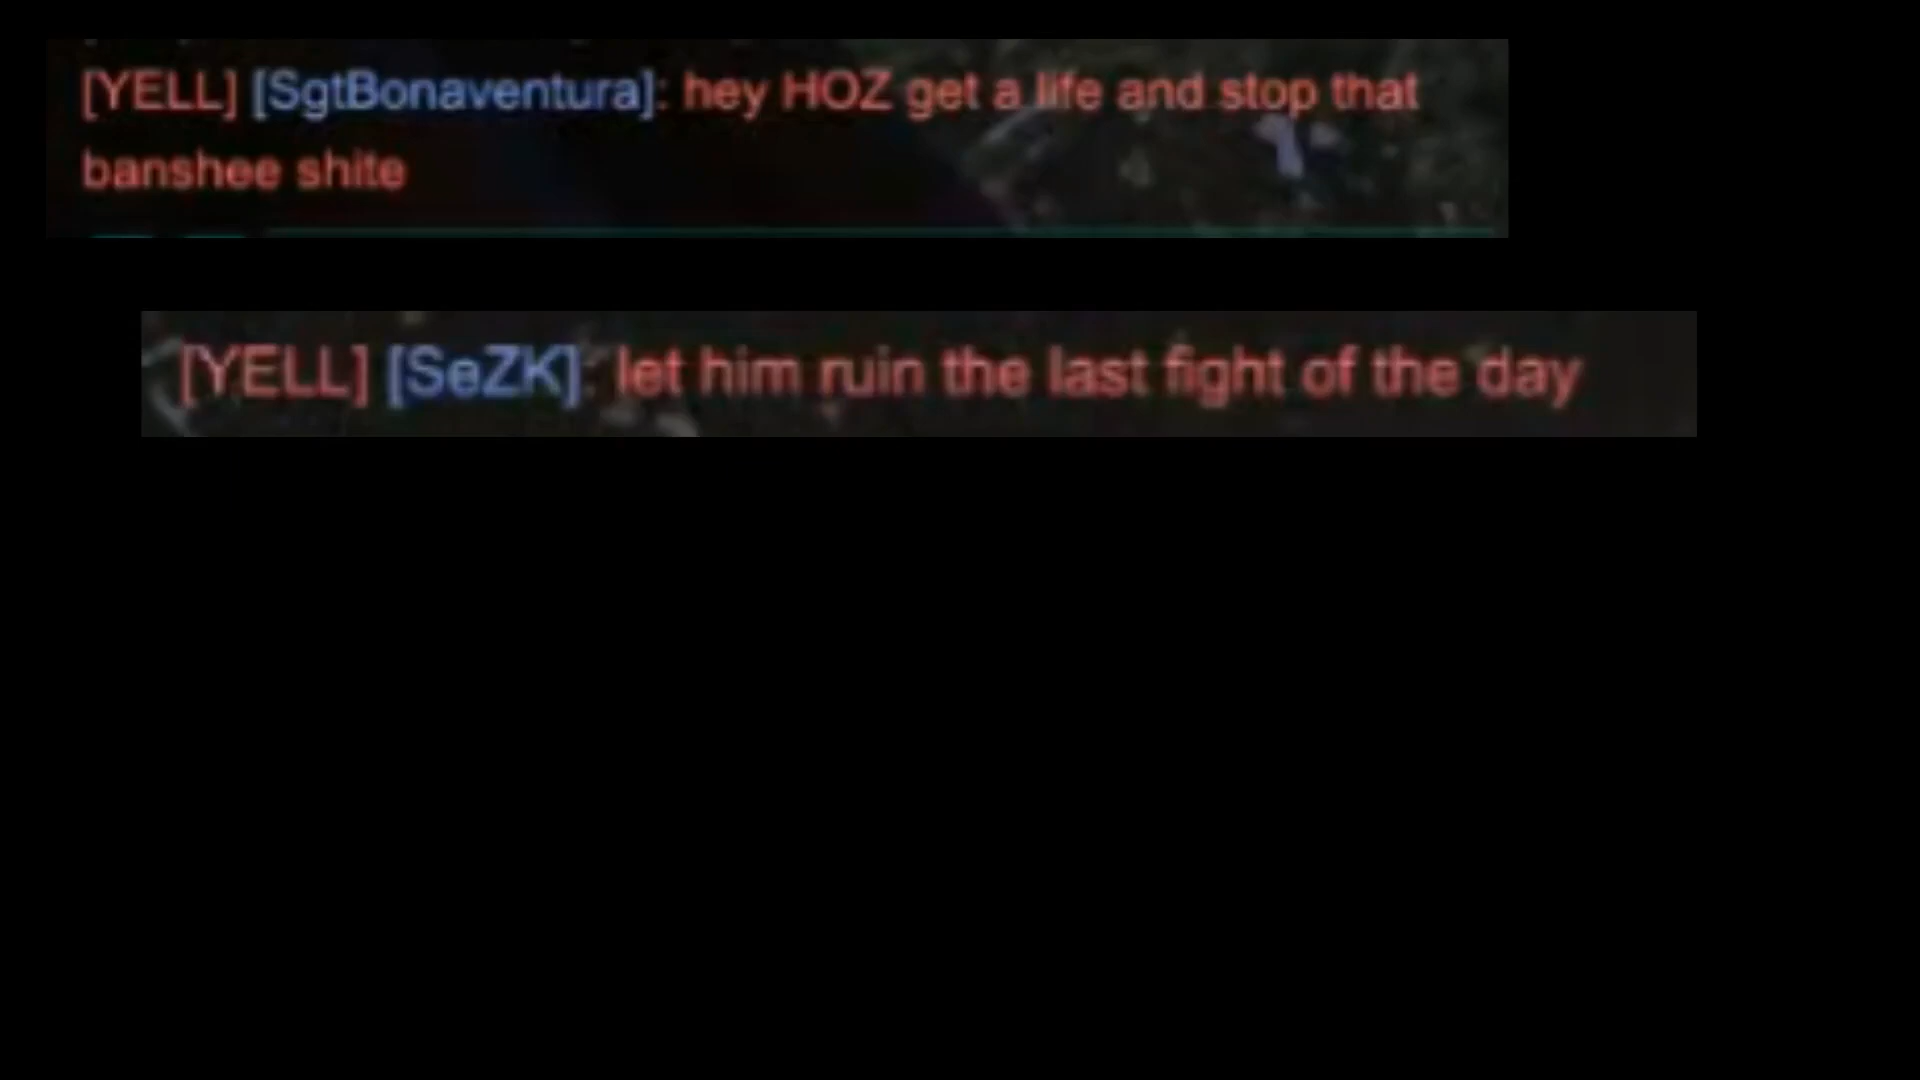 [YELL] [SgtBonaventura]: hey HOZ get a life and stop that
banshee shite
[YELL] [SeZK]: let him ruin the last fight of the day